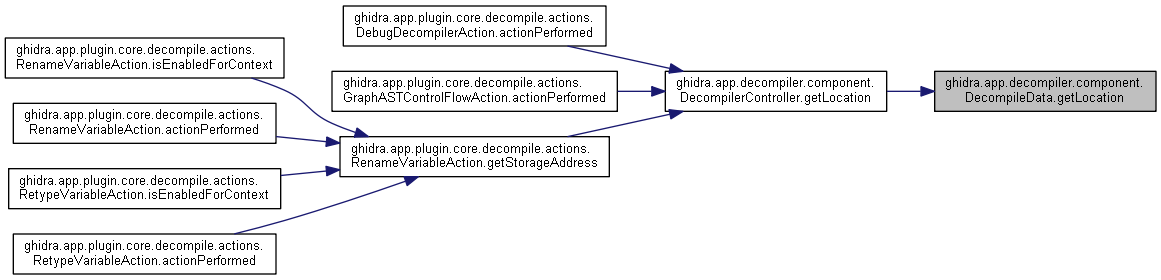 ghidra.app.plugin.core.decompile.actions.
RenameVariableAction.isEnabledForContext
ghidra.app.plugin.core.decompile.actions.
RenameVariableAction.actionPerformed
ghidra.app.plugin.core.decompile.actions.
RetypeVariableAction.isEnabledForContext
ghidra.app.plugin.core.decompile.actions.
RetypeVariableAction.actionPerformed
ghidra.app.plugin.core.decompile.actions.
DebugDecompilerAction.actionPerformed
ghidra.app.plugin.core.decompile.actions.
GraphASTControlFlowAction.actionPerformed
ghidra.app.plugin.core.decompile.actions.
RenameVariableAction.getStorageAddress
ghidra.app.decompiler.component.
DecompilerController.getLocation
ghidra.app.decompiler.component.
DecompileData.getLocation